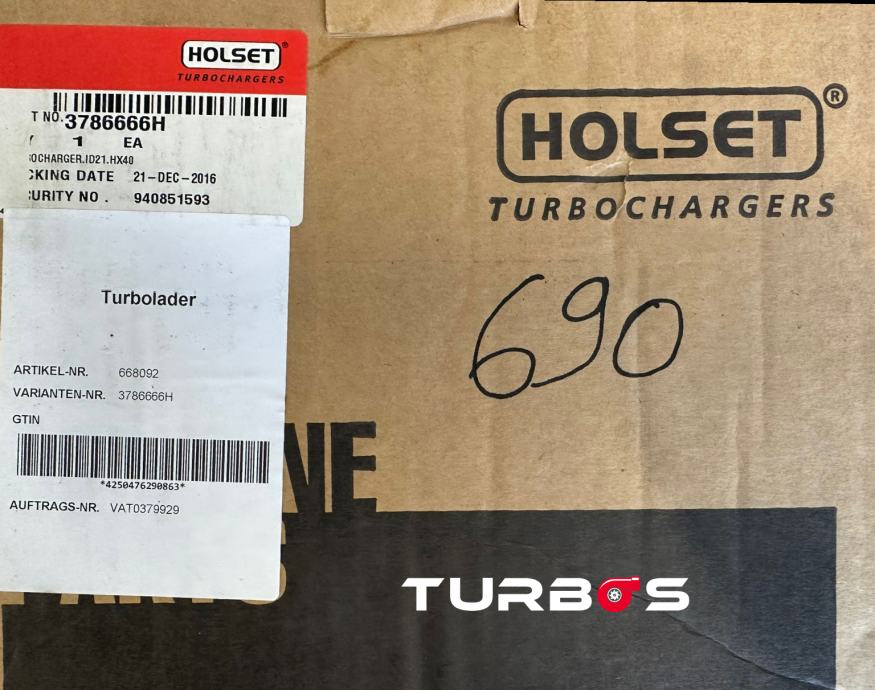 HOLSET®
TURBOCHARGERS
T NO. 3786666H
1 EA
OCHARGER.ID21.HX40
CKING DATE 21-DEC-2016
URITY NO . 940851593
Turbolader
ARTIKEL-NR. 668092
VARIANTEN-NR. 3786666H
GTIN
*4250476290863*
AUFTRAGS-NR. VAT0379929
HOLSET®
TURBOCHARGERS
690
NE
TURBOS